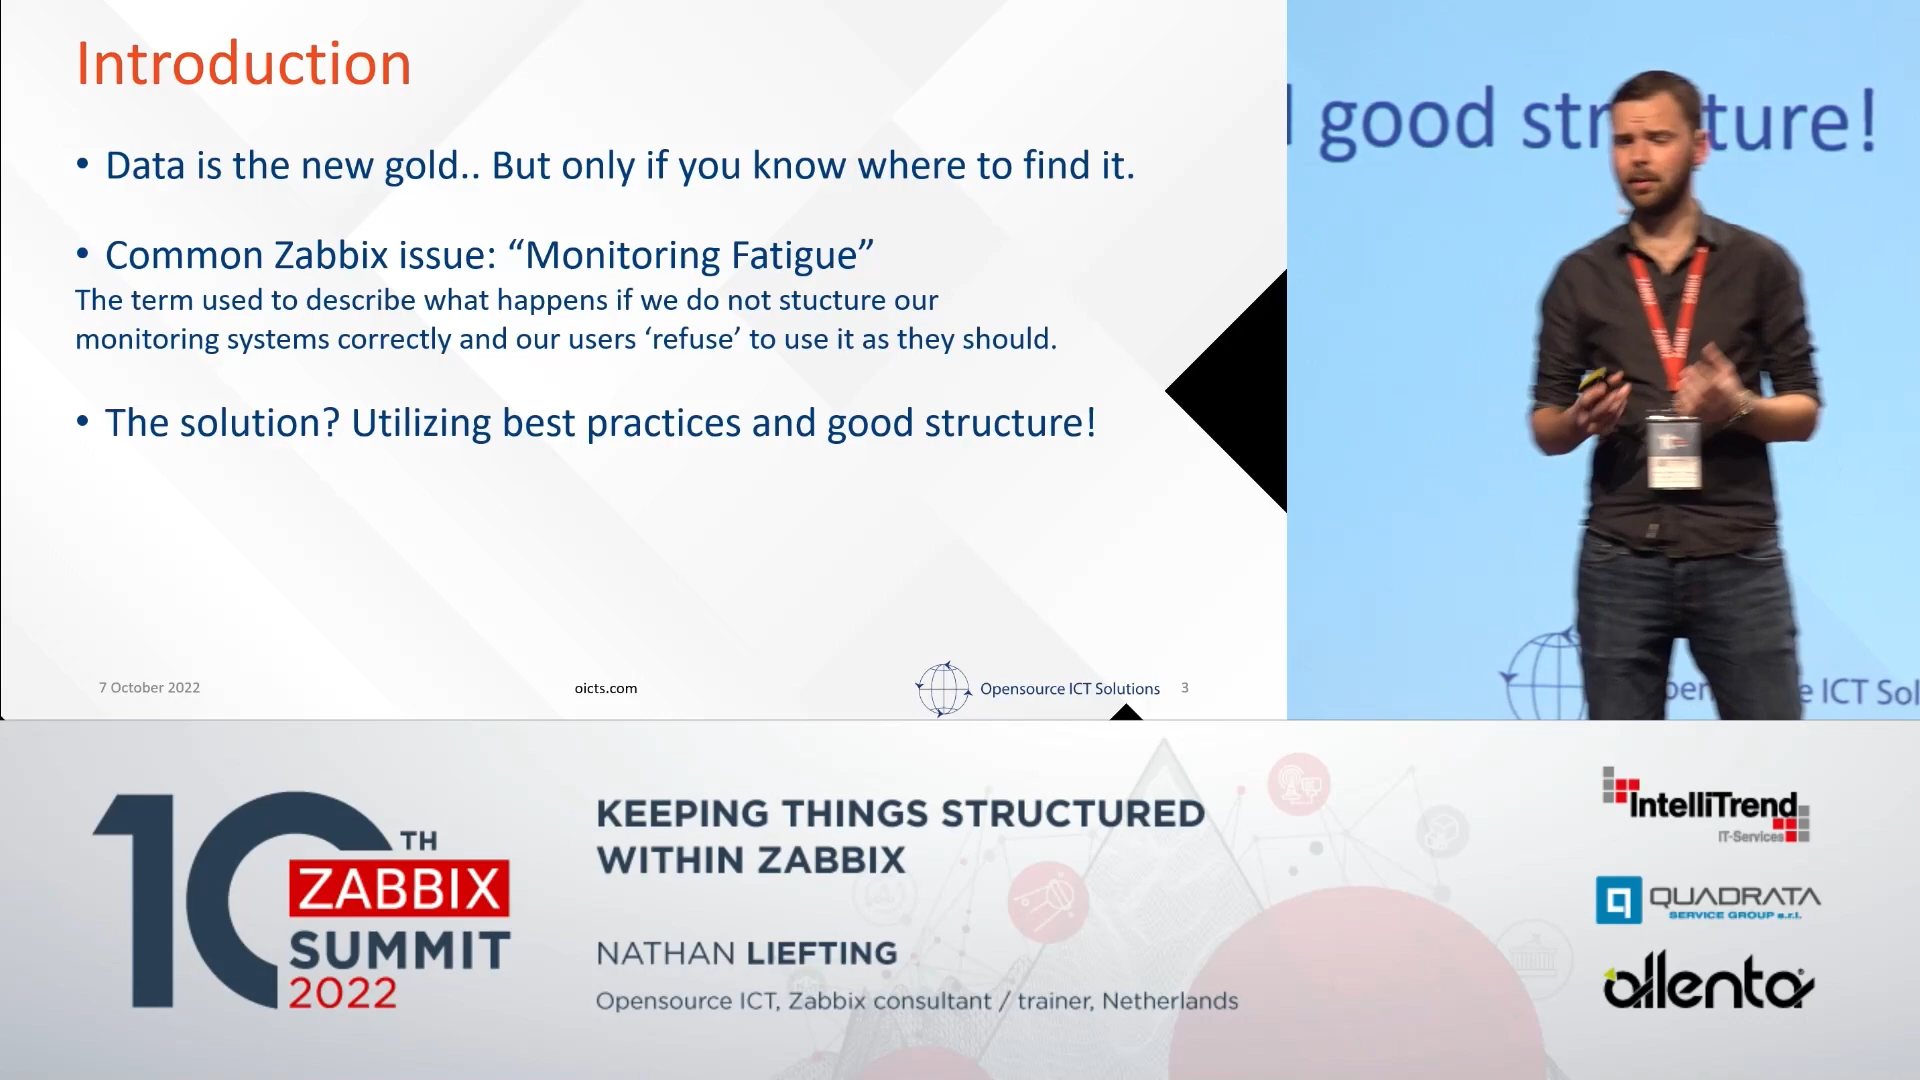 Introduction
• Data is the new gold.. But only if you know where to find it.
• Common Zabbix issue: “Monitoring Fatigue”
The term used to describe what happens if we do not stucture our
monitoring systems correctly and our users ‘refuse’ to use it as they should.
• The solution? Utilizing best practices and good structure!
7 October 2022
oicts.com
Opensource ICT Solutions
3
good str ture!
e ICT Sol
10TH
ZABBIX
SUMMIT
2022
KEEPING THINGS STRUCTURED
WITHIN ZABBIX
NATHAN LIEFTING
Opensource ICT, Zabbix consultant / trainer, Netherlands
IntelliTrend
IT-Services
QUADRATA
SERVICE GROUP s.r.l.
allenta